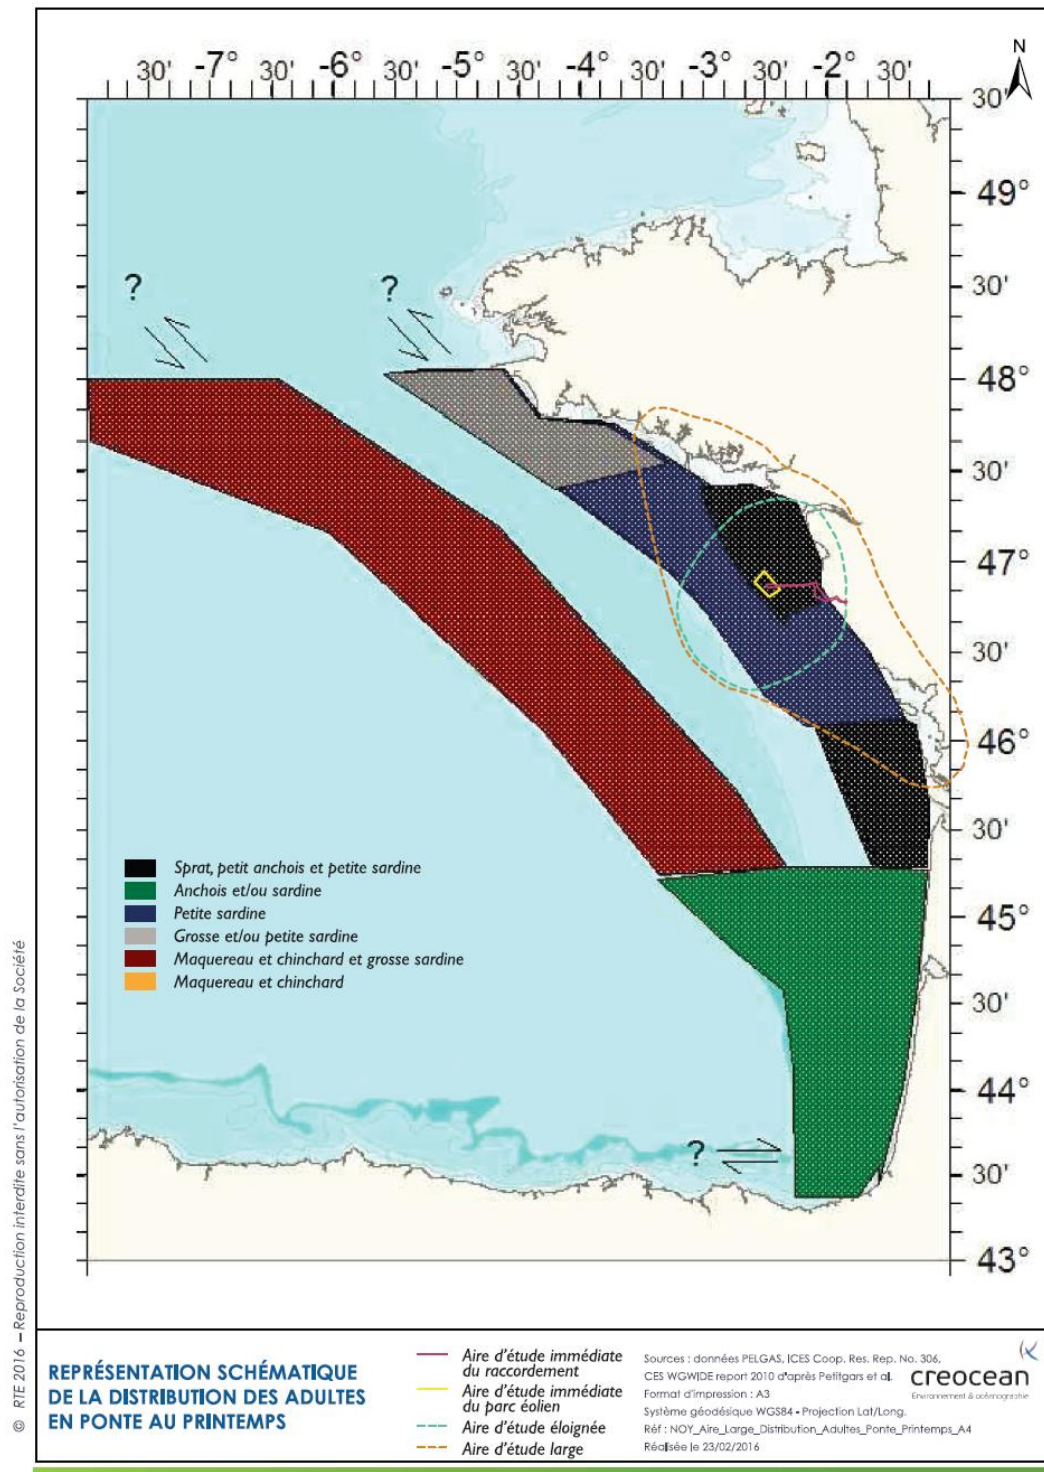 30' -7° 30' -6° 30' -5° 30' -4° 30' -3° 30' -2° 30'
N
30'
49°
30'
48°
30'
47°
30'
46°
30'
45°
30'
44°
30'
43°
?
?
?
Sprat, petit anchois et petite sardine
Anchois et/ou sardine
Petite sardine
Grosse et/ou petite sardine
Maquereau et chinchard et grosse sardine
Maquereau et chinchard
© RTE 2016 – Reproduction interdite sans l'autorisation de la Société
REPRÉSENTATION SCHÉMATIQUE
DE LA DISTRIBUTION DES ADULTES
EN PONTE AU PRINTEMPS
Aire d'étude immédiate
du raccordement
Aire d'étude immédiate
du parc éolien
Aire d'étude éloignée
Aire d'étude large
Sources : données PELGAS, ICES Coop. Res. Rep. No. 306,
CES WGWIDE report 2010 d'après Petitgars et al.
Format d'impression : A3
Système géodésique WGS84 - Projection Lat/Long.
Réf : NOY_Aire_Large_Distribution_Adultes_Ponte_Printemps_A4
Réalisée le 23/02/2016
creocean
Environnement & océanographie